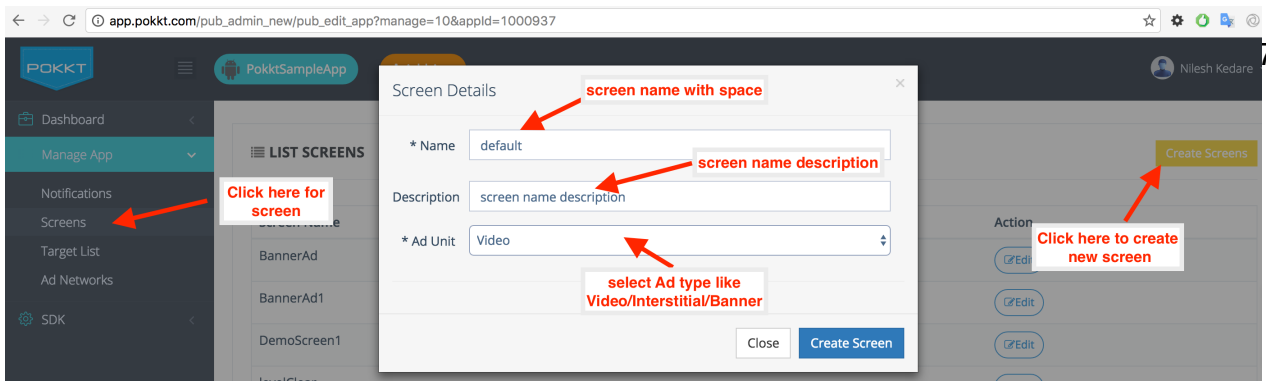 app.pokkt.com/pub_admin_new/pub_edit_app?manage=10&appId=1000937
POKKT
PokktSampleApp
Nilesh Kedare
Screen Details
×
screen name with space
Dashboard
Manage App
LIST SCREENS
* Name
default
Create Screens
screen name description
Notifications
Click here for
screen
Description
screen name description
Screens
Screen Name
Action
* Ad Unit
Video
Click here to create
new screen
Target List
BannerAd
Edit
Ad Networks
select Ad type like
Video/Interstitial/Banner
BannerAd1
Edit
SDK
DemoScreen1
Close
Create Screen
Edit